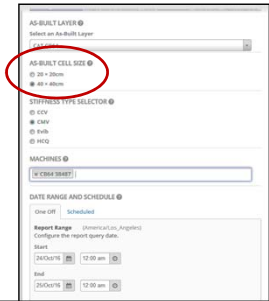 AS-BUILT LAYER
Select an As-Built Layer
AS-BUILT CELL SIZE
20 × 20cm
40 × 40cm
STIFFNESS TYPE SELECTOR
CCV
CMV
Evib
HCQ
MACHINES
× CB64 S8487
DATE RANGE AND SCHEDULE
One Off Scheduled
Report Range (America/Los_Angeles)
Configure the report query date.
Start
24/Oct/16 12:00 am
End
25/Oct/16 12:00 am